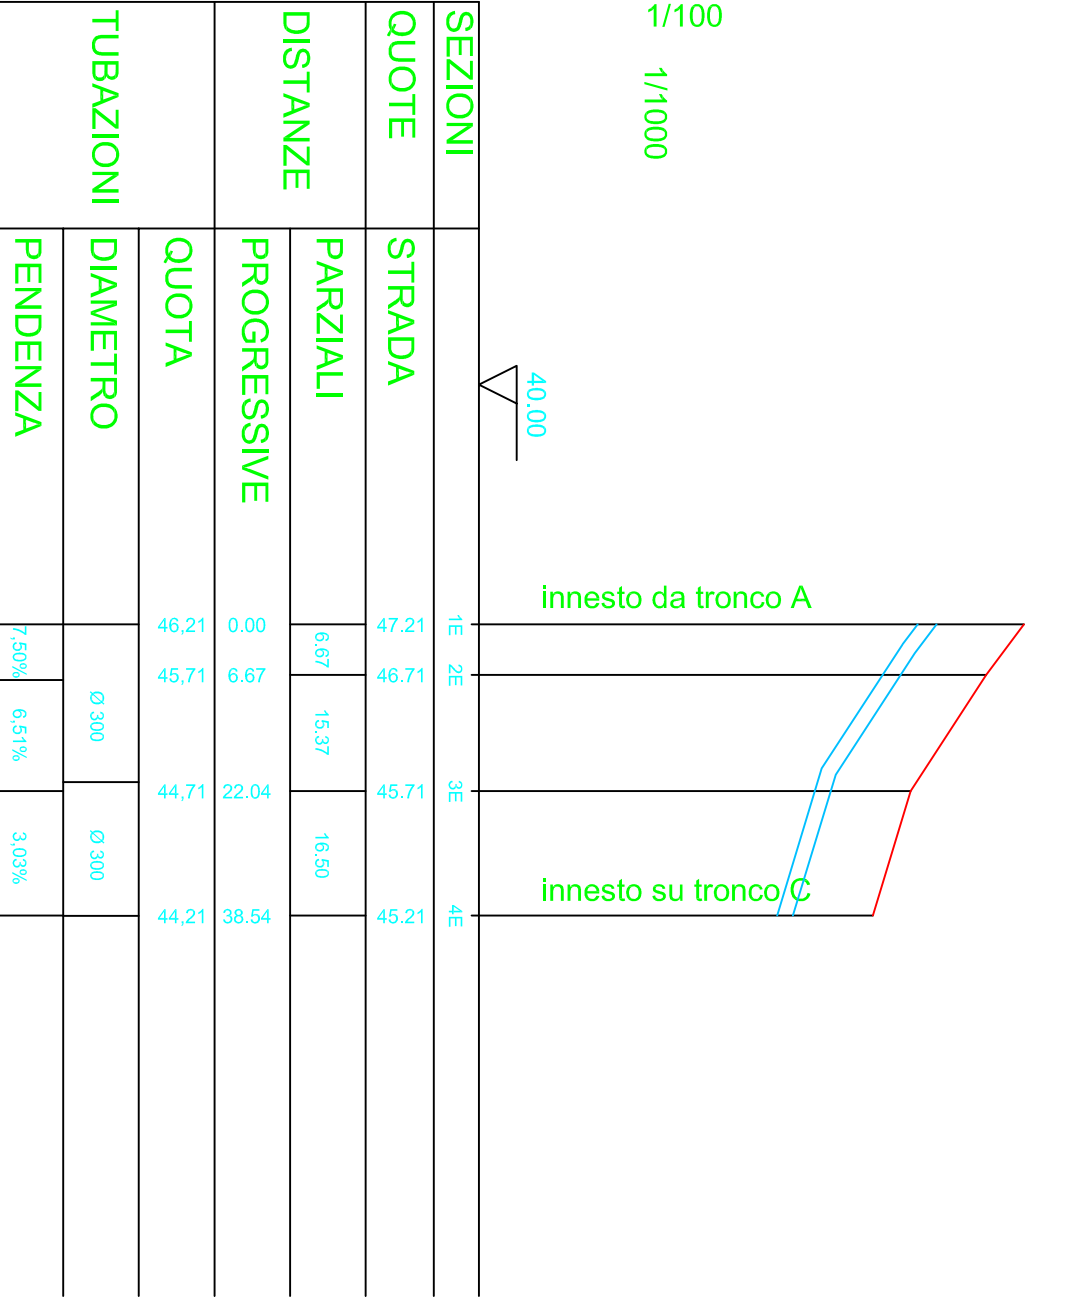 1/100
1/1000
40.00
innesto da tronco A
innesto su tronco C
SEZIONI
1E 2E 3E 4E
QUOTE
STRADA
47.21 46.71 45.71 45.21
DISTANZE
PARZIALI
6.67 15.37 16.50
PROGRESSIVE
0.00 6.67 22.04 38.54
TUBAZIONI
QUOTA
46,21 45,71 44,71 44,21
DIAMETRO
Ø 300 Ø 300
PENDENZA
7,50% 6,51% 3,03%